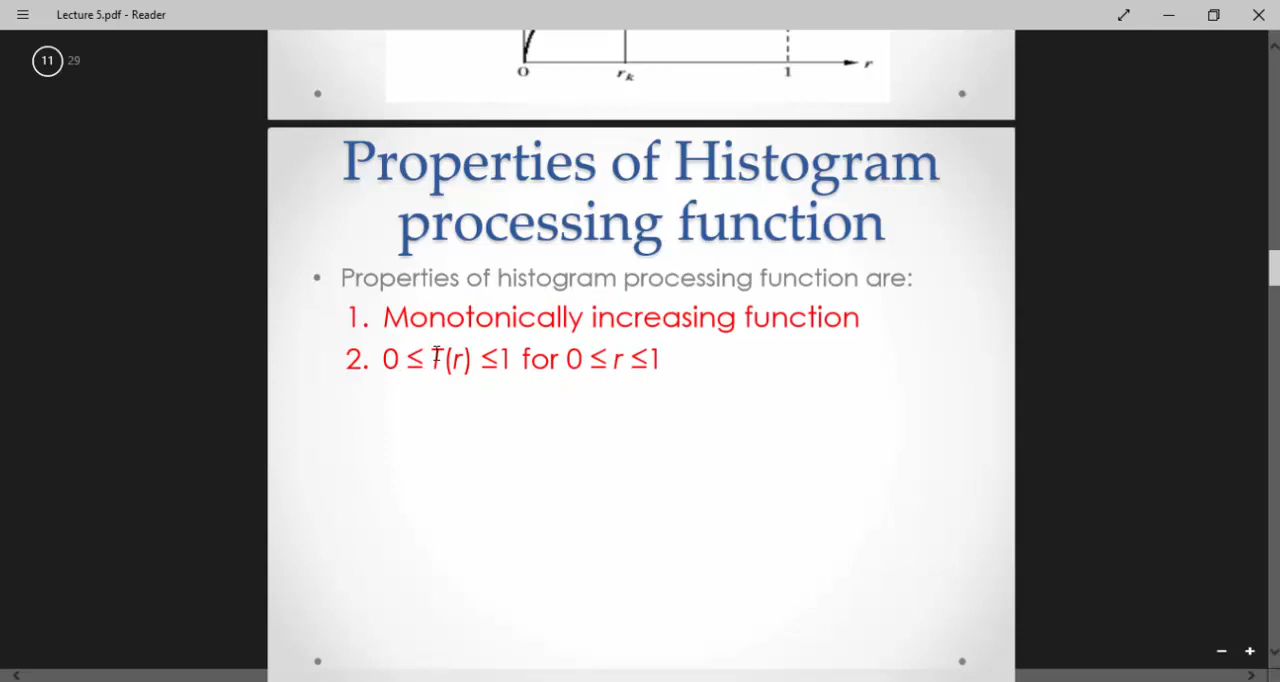 Lecture 5.pdf - Reader
11 29
0 rk 1 r
Properties of Histogram
processing function
• Properties of histogram processing function are:
1. Monotonically increasing function
2. 0 ≤ T(r) ≤1 for 0 ≤ r ≤1